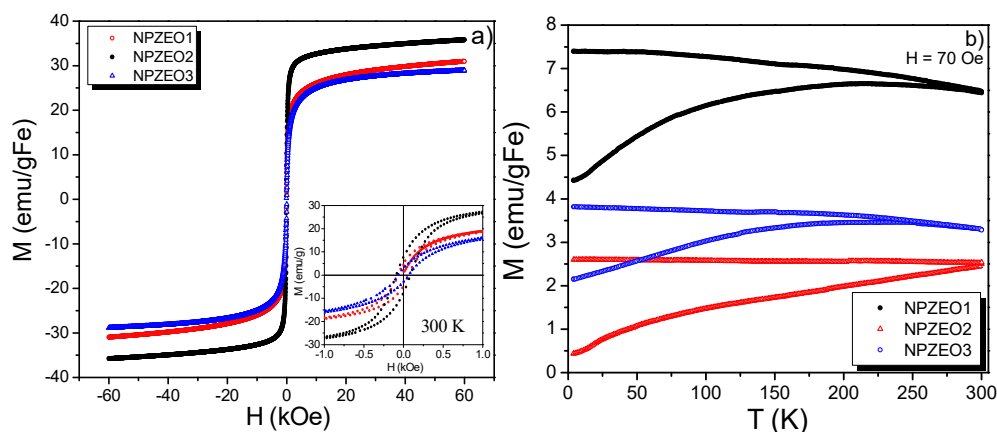 a)
NPZEO1
NPZEO2
NPZEO3
M (emu/gFe)
40
35
30
20
10
0
-10
-20
-30
-40
-60
-40
-20
0
20
40
60
H (kOe)
M (emu/g)
30
20
10
0
-10
-20
-30
300 K
-1.0
-0.5
0.0
0.5
1.0
H (kOe)
b)
H = 70 Oe
M (emu/gFe)
8
7
6
5
4
3
2
1
0
NPZEO1
NPZEO2
NPZEO3
0
50
100
150
200
250
300
T (K)